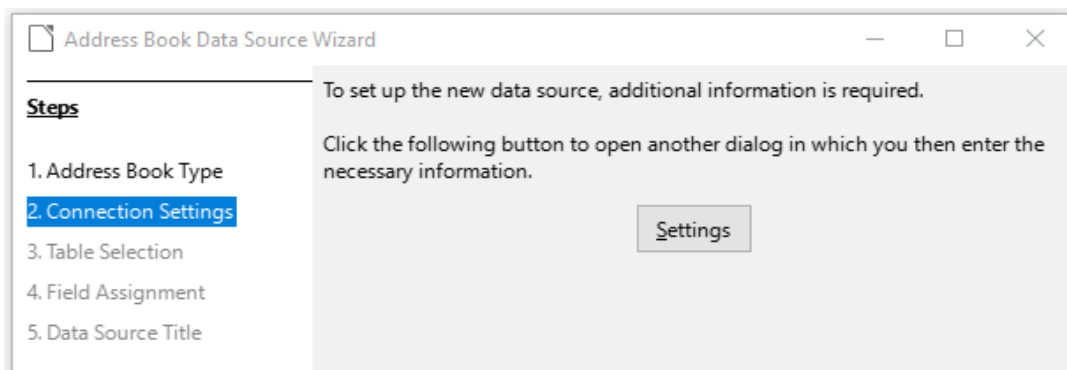 Address Book Data Source Wizard
Steps
1. Address Book Type
2. Connection Settings
3. Table Selection
4. Field Assignment
5. Data Source Title
To set up the new data source, additional information is required.
Click the following button to open another dialog in which you then enter the
necessary information.
Settings